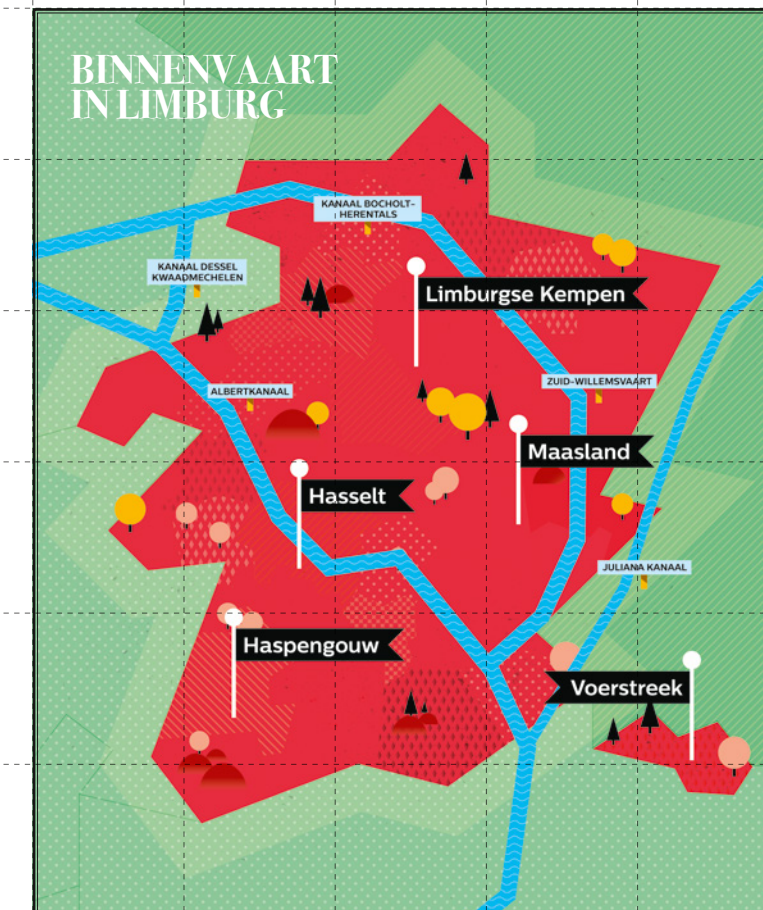 BINNENVAART
IN LIMBURG
KANAAL BOCHOLT-
: HERENTALS
KANAAL DESSEL
KWAADMECHELEN
Limburgse Kempen
ALBERTKANAAL
ZUID-WILLEMSVAART
Maasland
Hasselt
JULIANA KANAAL
Haspengouw
Voerstreek